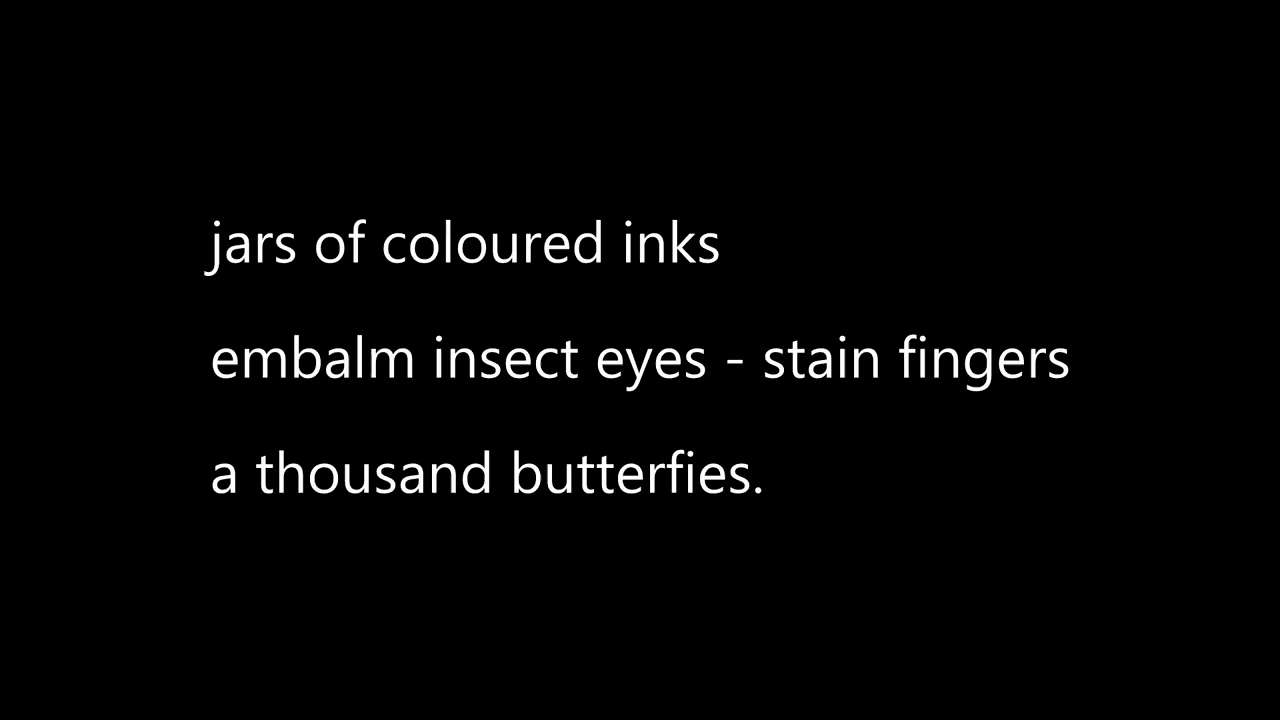 jars of coloured inks
embalm insect eyes - stain fingers
a thousand butterfies.